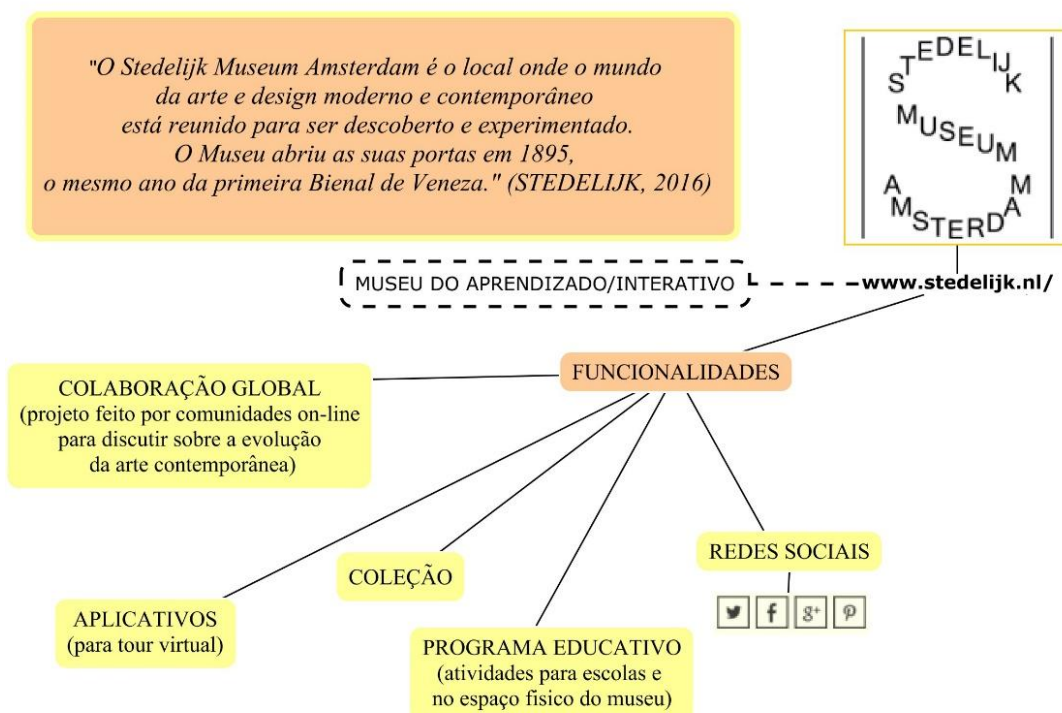 "O Stedelijk Museum Amsterdam é o local onde o mundo
da arte e design moderno e contemporâneo
está reunido para ser descoberto e experimentado.
O Museu abriu as suas portas em 1895,
o mesmo ano da primeira Bienal de Veneza." (STEDELIJK, 2016)
STEDELIJK
MUSEUM
AMSTERDAM
MUSEU DO APRENDIZADO/INTERATIVO
www.stedelijk.nl/
FUNCIONALIDADES
COLABORAÇÃO GLOBAL
(projeto feito por comunidades on-line
para discutir sobre a evolução
da arte contemporânea)
REDES SOCIAIS
g+
COLEÇÃO
APLICATIVOS
(para tour virtual)
PROGRAMA EDUCATIVO
(atividades para escolas e
no espaço fisico do museu)